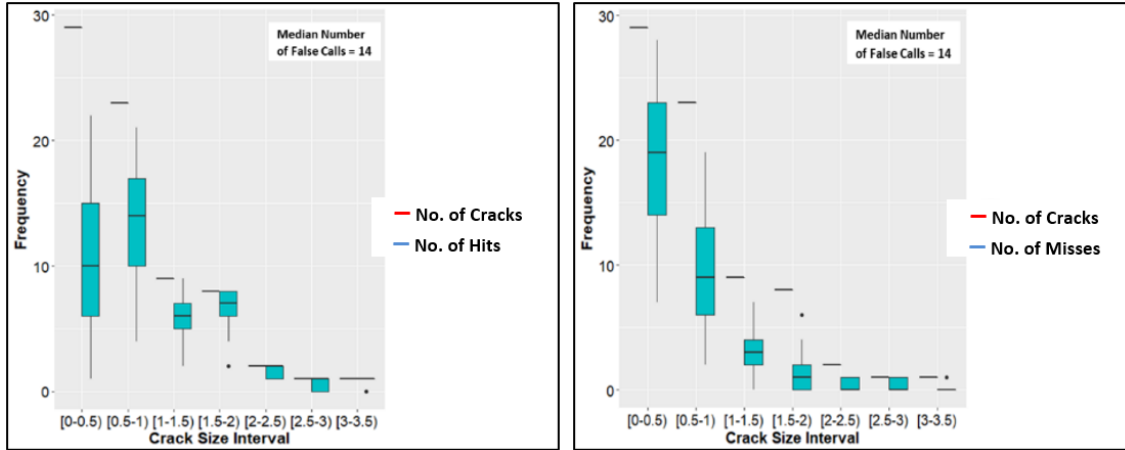 30
20
10
0
Frequency
Median Number
of False Calls = 14
[0-0.5) [0.5-1) [1-1.5) [1.5-2) [2-2.5) [2.5-3) [3-3.5)
Crack Size Interval
No. of Cracks
No. of Hits
30
20
10
0
Frequency
Median Number
of False Calls = 14
[0-0.5) [0.5-1) [1-1.5) [1.5-2) [2-2.5) [2.5-3) [3-3.5)
Crack Size Interval
No. of Cracks
No. of Misses